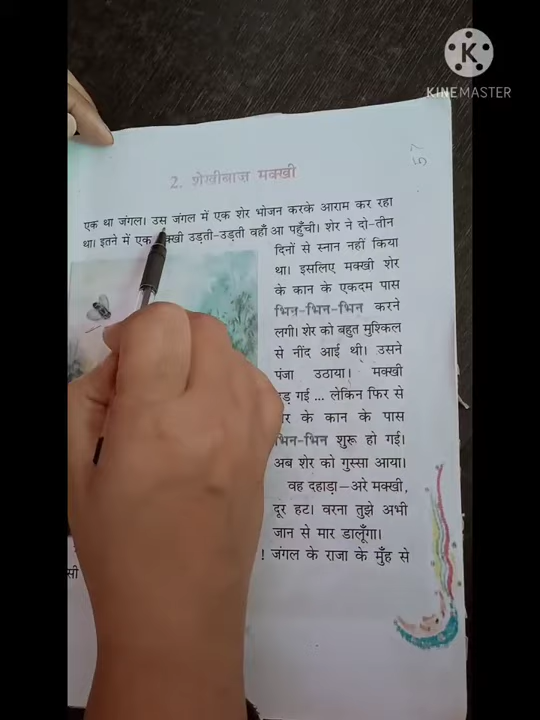 K
KINEMASTER
57
2. शेखीबाज़ मक्खी
एक था जंगल। उस जंगल में एक शेर भोजन करके आराम कर रहा
था। इतने में एक उड़ती-उड़ती वहाँ आ पहुँची। शेर ने दो-तीन
दिनों से स्नान नहीं किया
था। इसलिए मक्खी शेर
के कान के एकदम पास
भिन-भिन-भिन करने
लगी। शेर को बहुत मुश्किल
से नींद आई थी। उसने
पंजा उठाया। मक्खी
गई ... लेकिन फिर से
के कान के पास
भिन-भिन शुरू हो गई।
अब शेर को गुस्सा आया।
वह दहाड़ा–अरे मक्खी,
दूर हट। वरना तुझे अभी
जान से मार डालूँगा।
! जंगल के राजा के मुँह से
सी